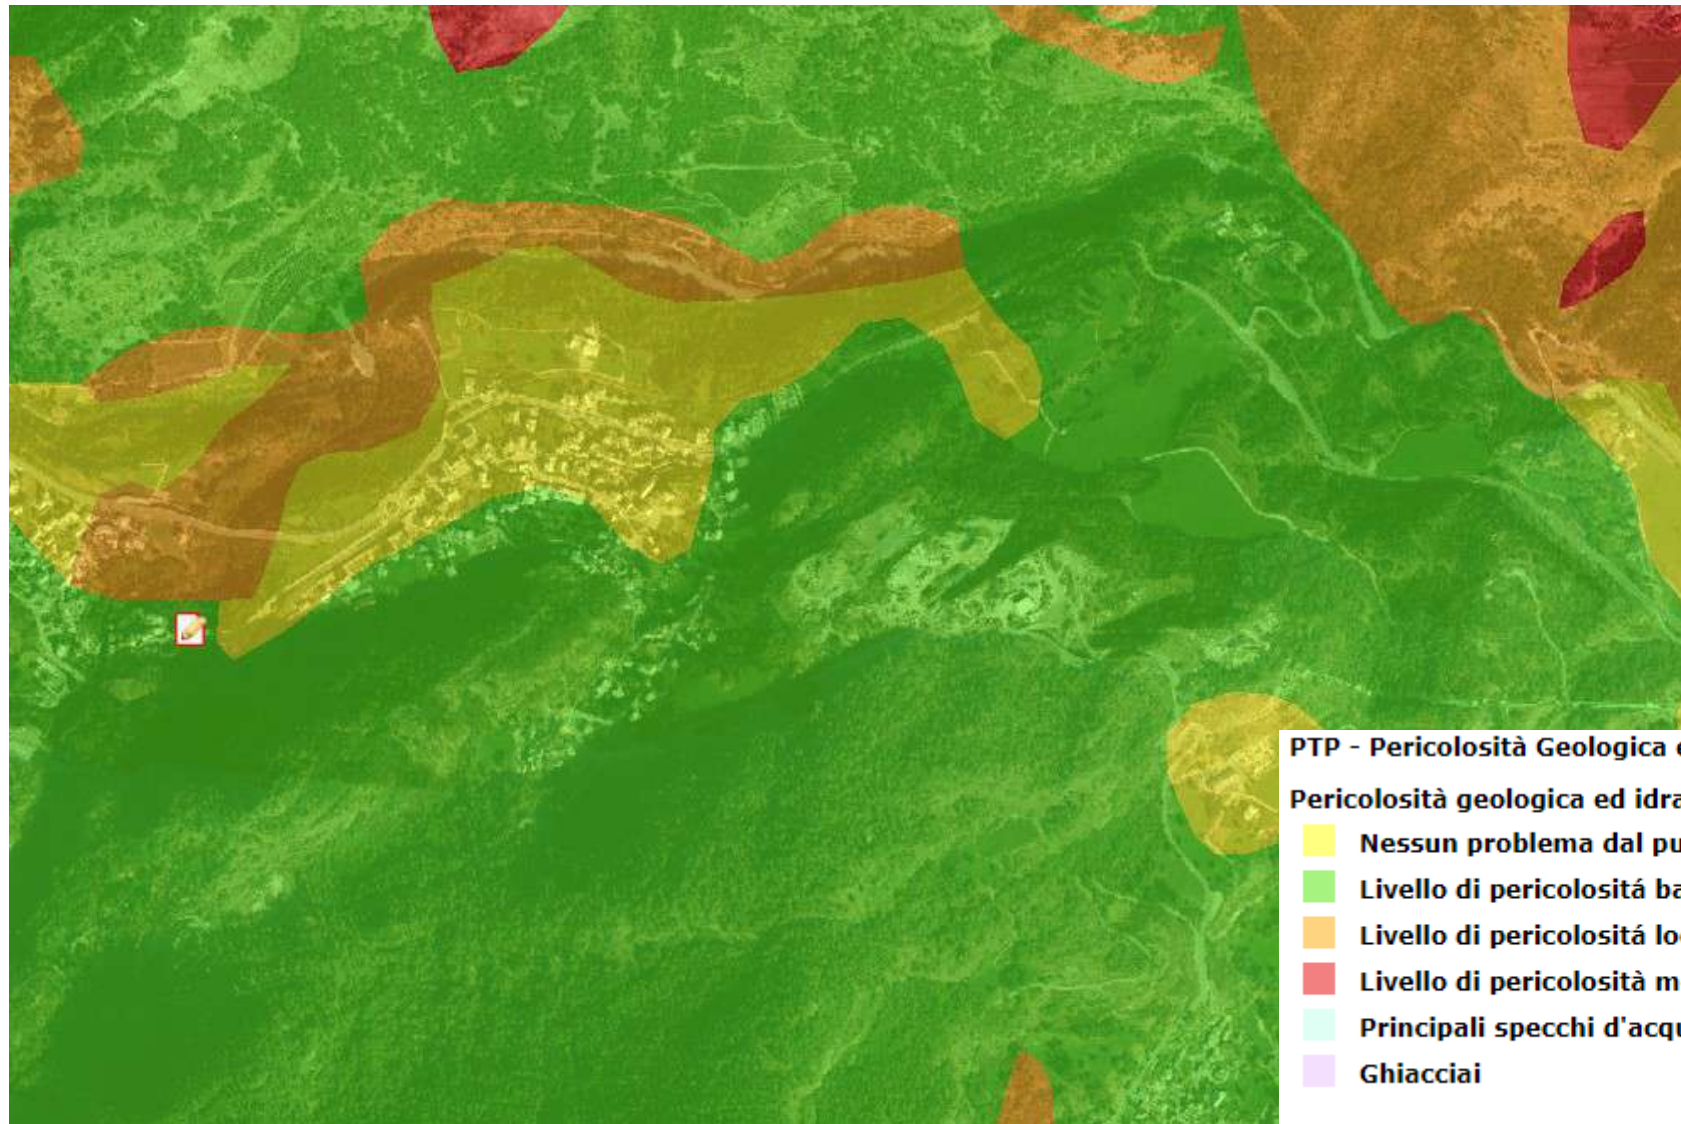 PTP - Pericolosità Geologica e
Pericolosità geologica ed idra
Nessun problema dal pu
Livello di pericolositá ba
Livello di pericolositá lo
Livello di pericolosità m
Principali specchi d'acqu
Ghiacciai